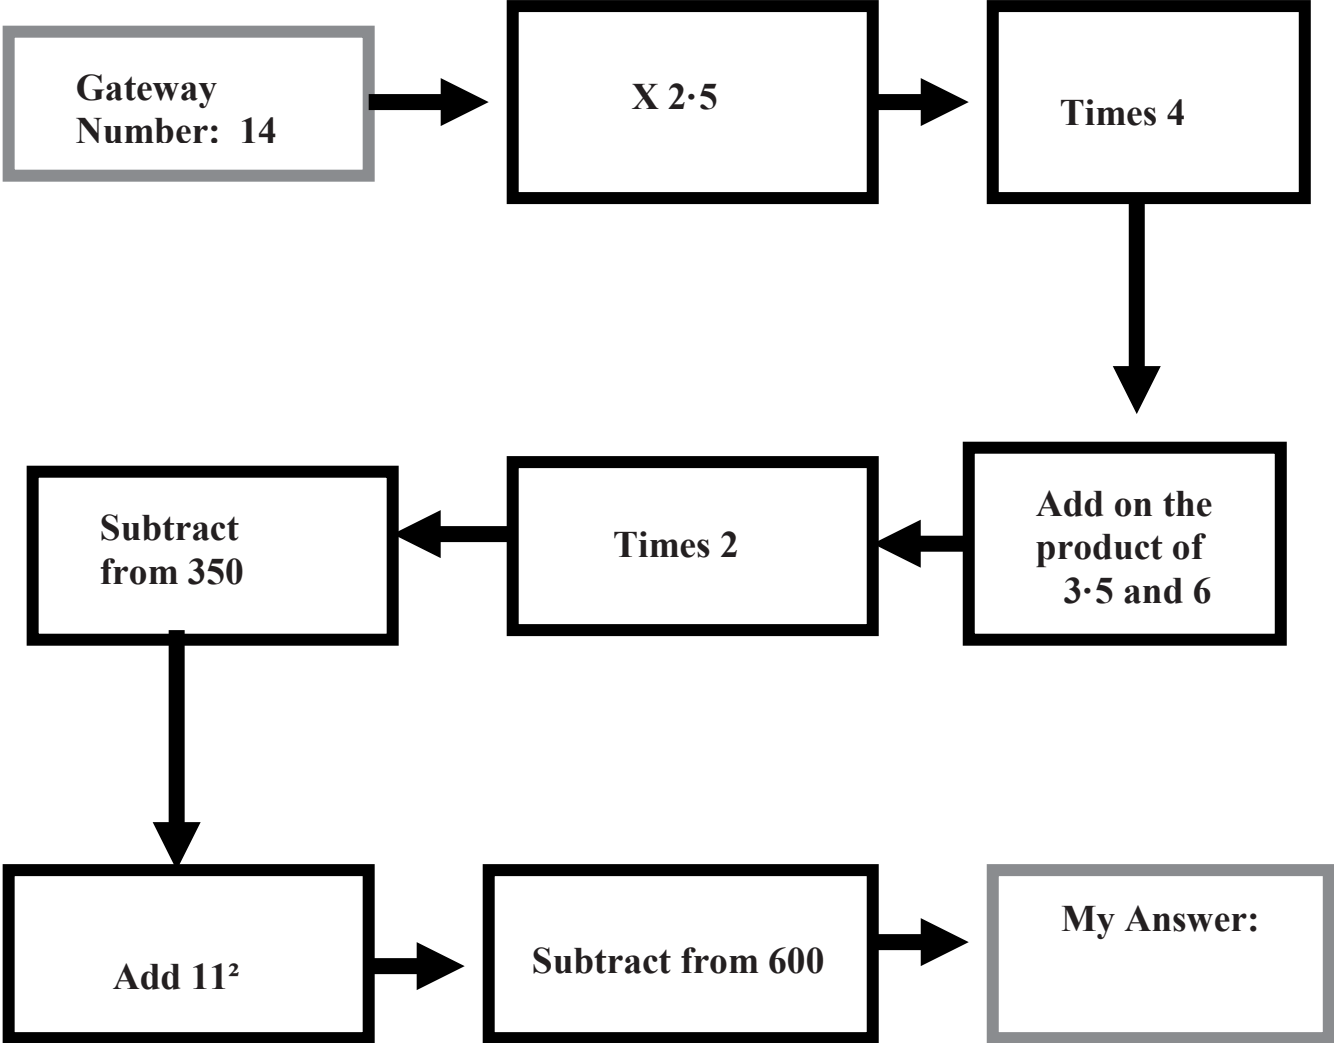 Gateway
Number: 14
X 2·5
Times 4
Add on the
product of
3·5 and 6
Times 2
Subtract
from 350
Add 11²
Subtract from 600
My Answer: